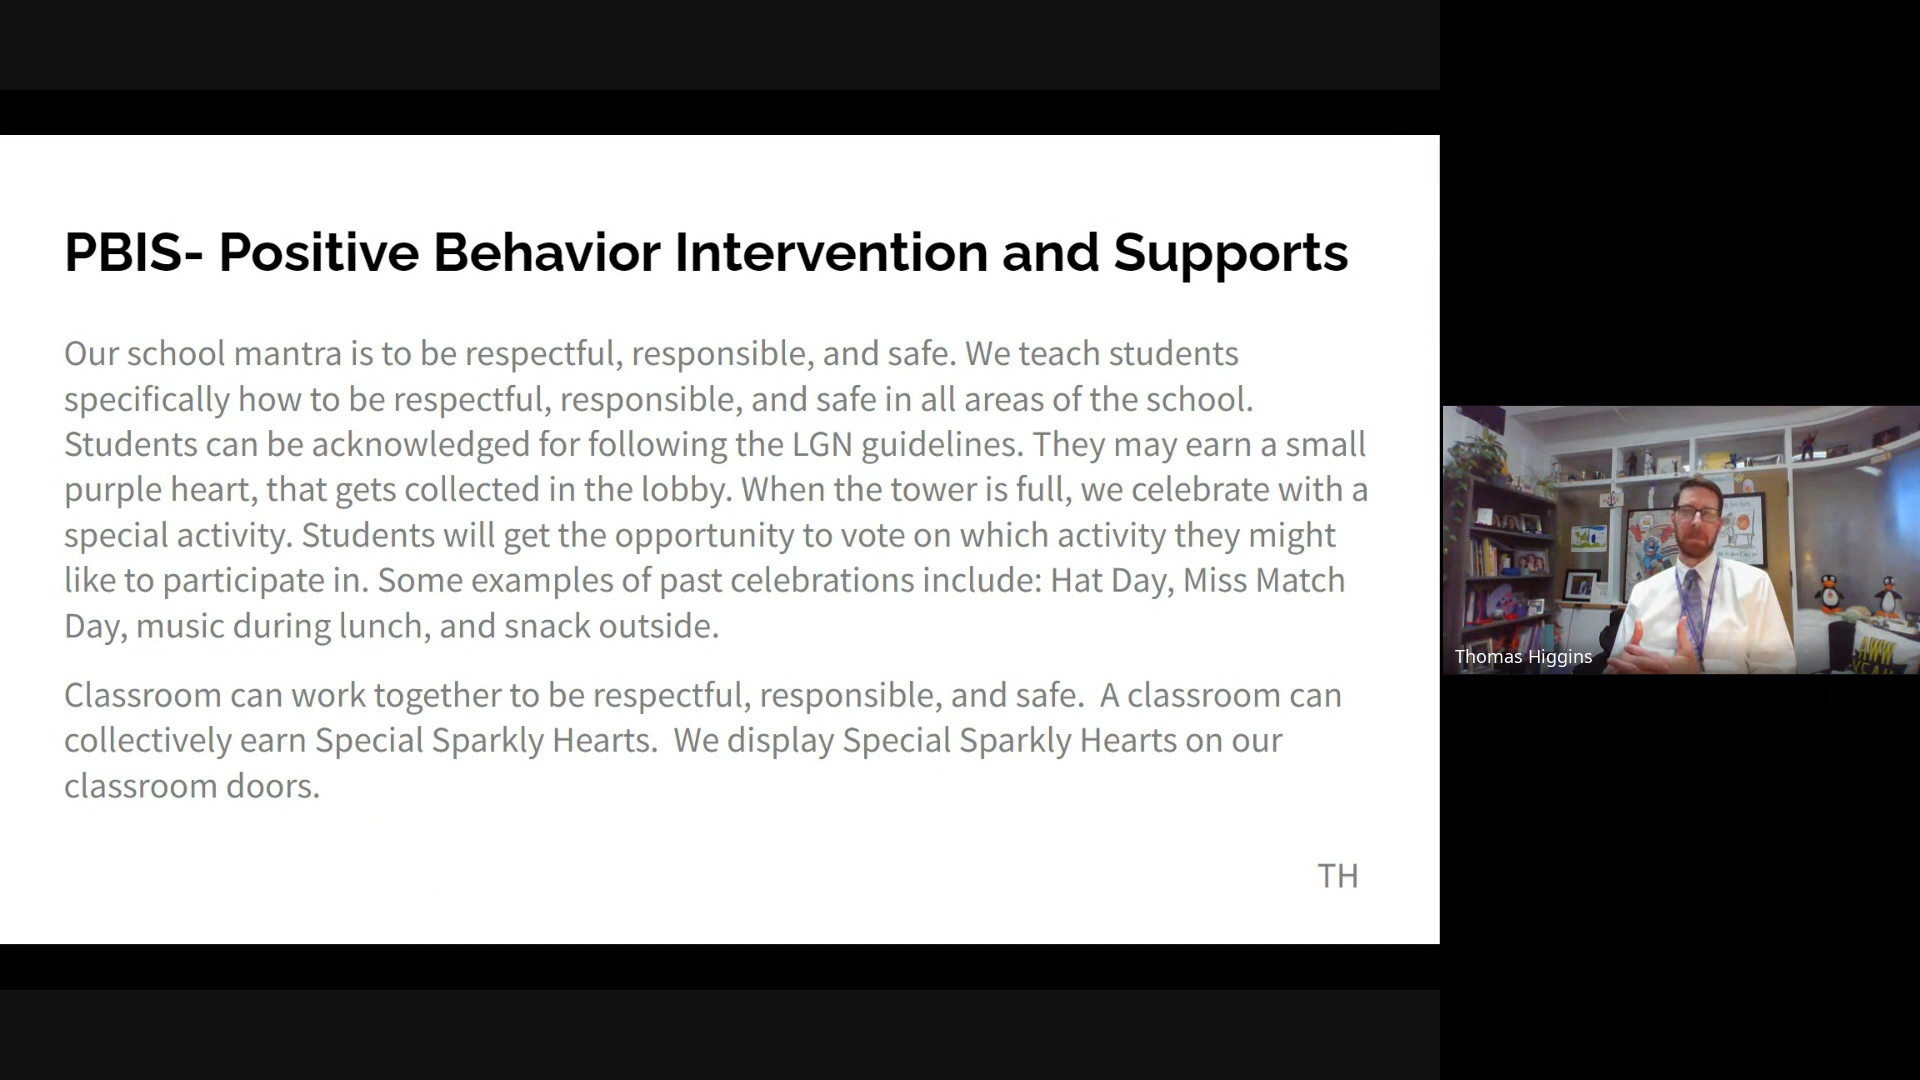 PBIS- Positive Behavior Intervention and Supports
Our school mantra is to be respectful, responsible, and safe. We teach students
specifically how to be respectful, responsible, and safe in all areas of the school.
Students can be acknowledged for following the LGN guidelines. They may earn a small
purple heart, that gets collected in the lobby. When the tower is full, we celebrate with a
special activity. Students will get the opportunity to vote on which activity they might
like to participate in. Some examples of past celebrations include: Hat Day, Miss Match
Day, music during lunch, and snack outside.
Classroom can work together to be respectful, responsible, and safe.  A classroom can
collectively earn Special Sparkly Hearts.  We display Special Sparkly Hearts on our
classroom doors.
TH
Thomas Higgins
AWW
YEAH